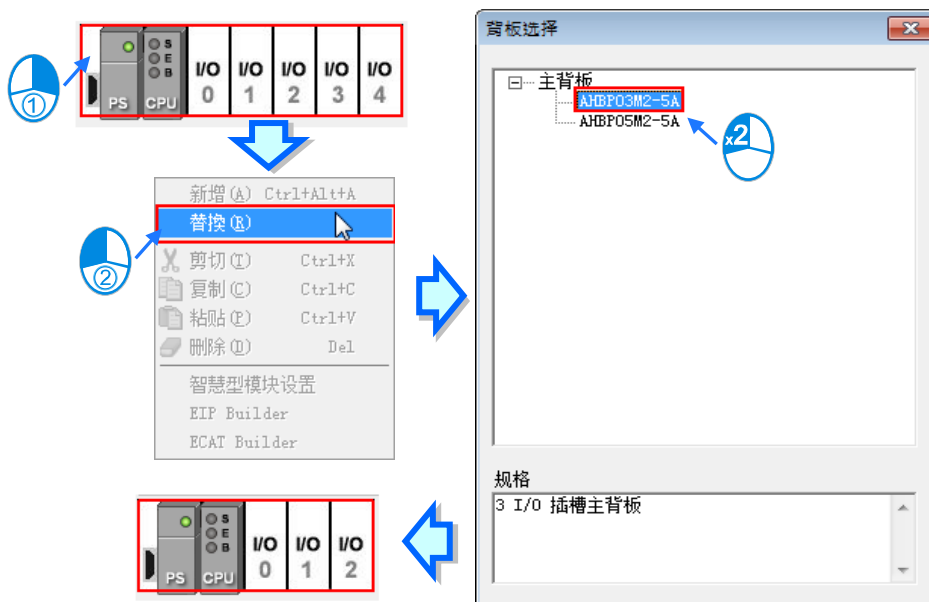 S
E
B
I/O I/O I/O I/O I/O
PS CPU 0 1 2 3 4
①
新增(A) Ctrl+Alt+A
替換(R)
剪切(T) Ctrl+X
复制(C) Ctrl+C
粘贴(P) Ctrl+V
删除(D) Del
智慧型模块设置
EIP Builder
ECAT Builder
②
背板选择
主背板
AHBP03M2-5A
AHBP05M2-5A
x2
规格
3 I/O 插槽主背板
S
E
B
I/O I/O I/O
PS CPU 0 1 2